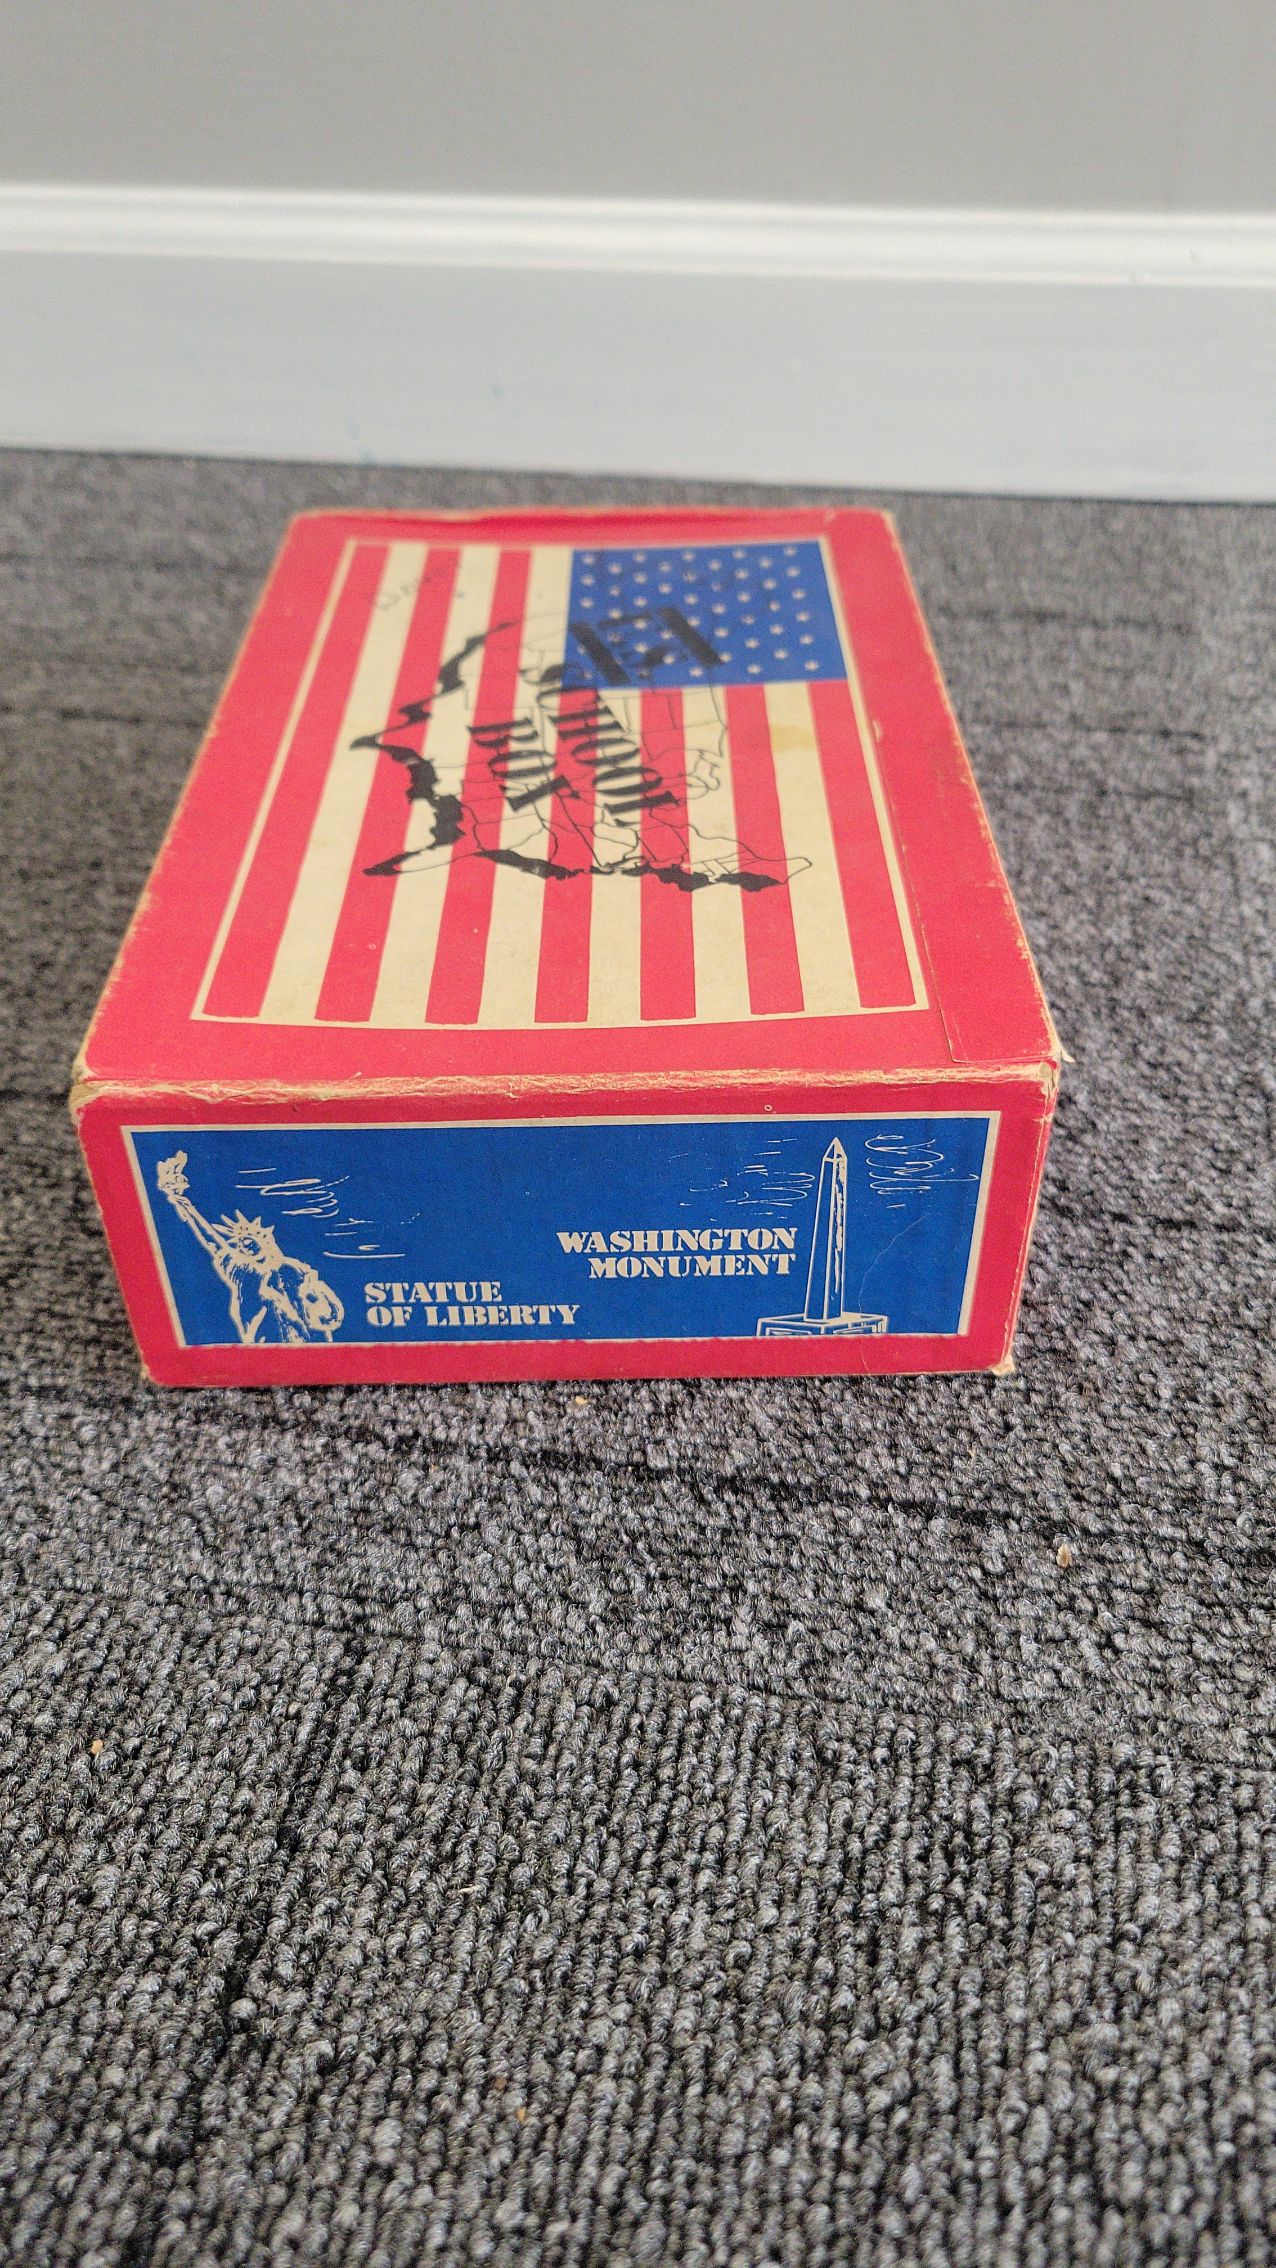 SCHOOL
BOX
STATUE
OF LIBERTY
WASHINGTON
MONUMENT